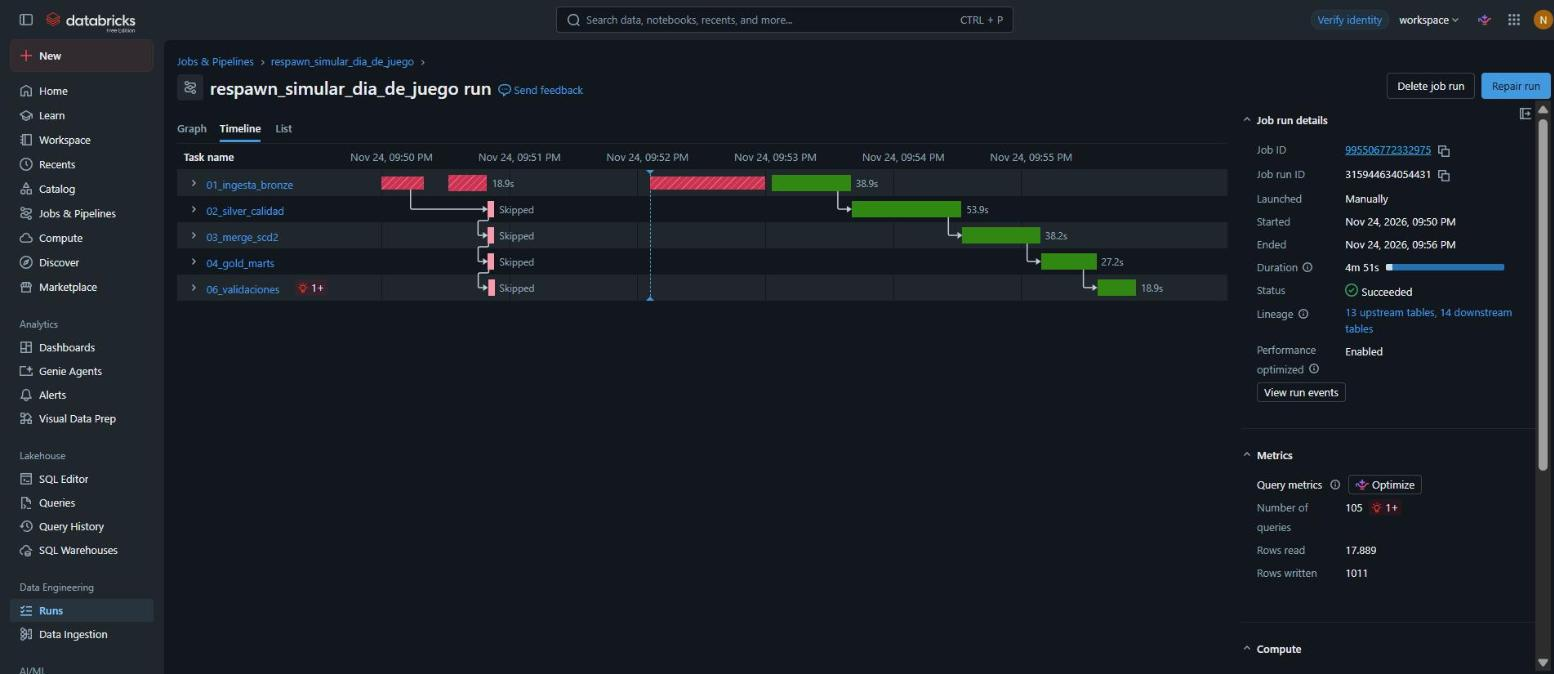 databricks
Free Edition
Search data, notebooks, recents, and more...
CTRL + P
Verify identity
workspace
N
New
Home
Learn
Workspace
Recents
Catalog
Jobs & Pipelines
Compute
Discover
Marketplace
Analytics
Dashboards
Genie Agents
Alerts
Visual Data Prep
Lakehouse
SQL Editor
Queries
Query History
SQL Warehouses
Data Engineering
Runs
Data Ingestion
AI/ML
Jobs & Pipelines > respawn_simular_dia_de_juego >
respawn_simular_dia_de_juego run
Send feedback
Delete job run
Repair run
Graph Timeline List
Task name Nov 24, 09:50 PM Nov 24, 09:51 PM Nov 24, 09:52 PM Nov 24, 09:53 PM Nov 24, 09:54 PM Nov 24, 09:55 PM
01_ingesta_bronze 18.9s 38.9s
02_silver_calidad Skipped 53.9s
03_merge_scd2 Skipped 38.2s
04_gold_marts Skipped 27.2s
06_validaciones 1+ Skipped 18.9s
Job run details
Job ID 995506772332975
Job run ID 315944634054431
Launched Manually
Started Nov 24, 2026, 09:50 PM
Ended Nov 24, 2026, 09:56 PM
Duration 4m 51s
Status Succeeded
Lineage 13 upstream tables, 14 downstream
tables
Performance Enabled
optimized
View run events
Metrics
Query metrics Optimize
Number of 105 1+
queries
Rows read 17.889
Rows written 1011
Compute